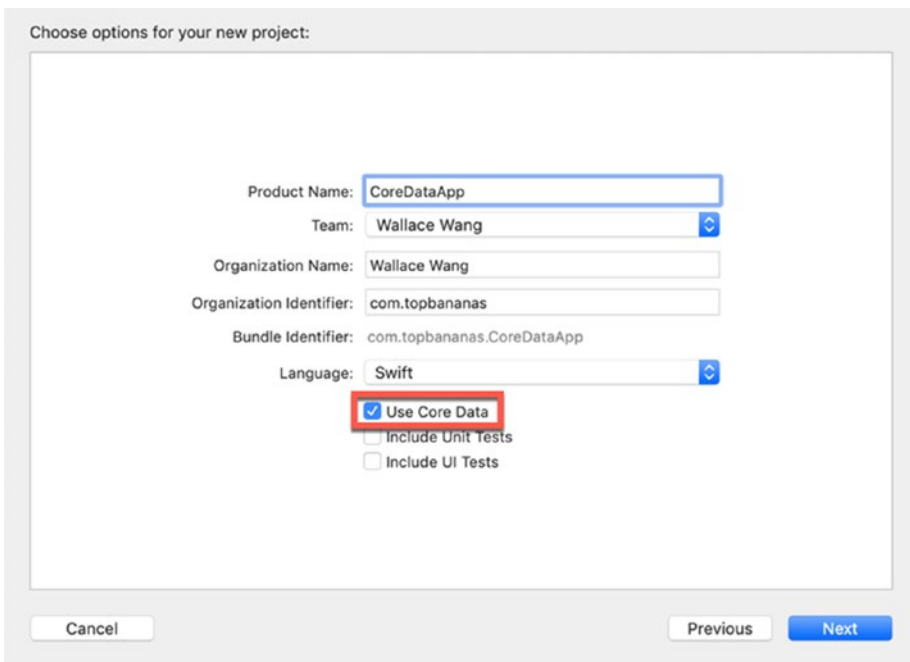 Choose options for your new project:
Product Name: CoreDataApp
Team: Wallace Wang
Organization Name: Wallace Wang
Organization Identifier: com.topbananas
Bundle Identifier: com.topbananas.CoreDataApp
Language: Swift
Use Core Data
Include Unit Tests
Include UI Tests
Cancel Previous Next